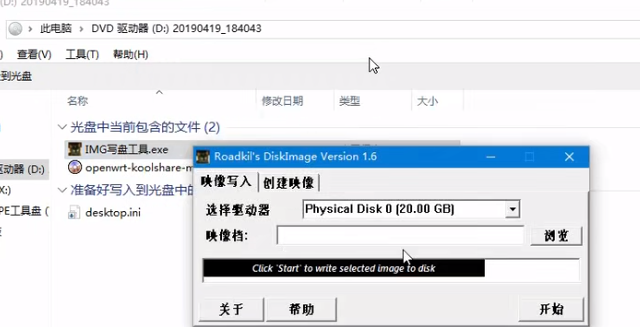 (D:) 20190419_184043
› 此电脑 › DVD 驱动器 (D:) 20190419_184043
查看(V) 工具(T) 帮助(H)
到光盘
名称 修改日期 类型 大小
光盘中当前包含的文件 (2)
IMG写盘工具.exe
openwrt-koolshare-m
驱动器 (D:)
准备好写入到光盘中的
X:)
PE工具盘 (
desktop.ini
Roadkil's DiskImage Version 1.6
映像写入 创建映像
选择驱动器 Physical Disk 0 (20.00 GB)
映像档: 浏览
Click 'Start' to write selected image to disk
关于 帮助 开始